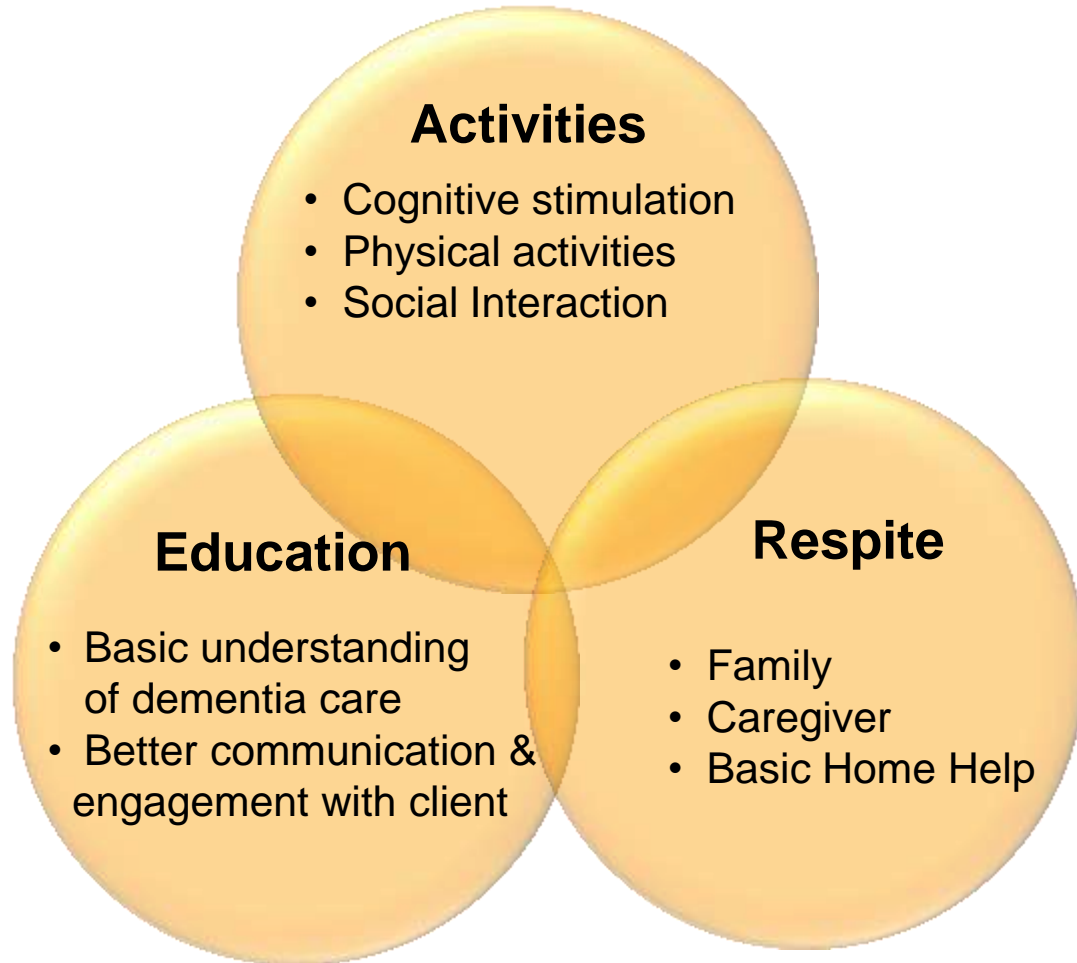 Activities
• Cognitive stimulation
• Physical activities
• Social Interaction
Education
• Basic understanding
of dementia care
• Better communication &
engagement with client
Respite
• Family
• Caregiver
• Basic Home Help